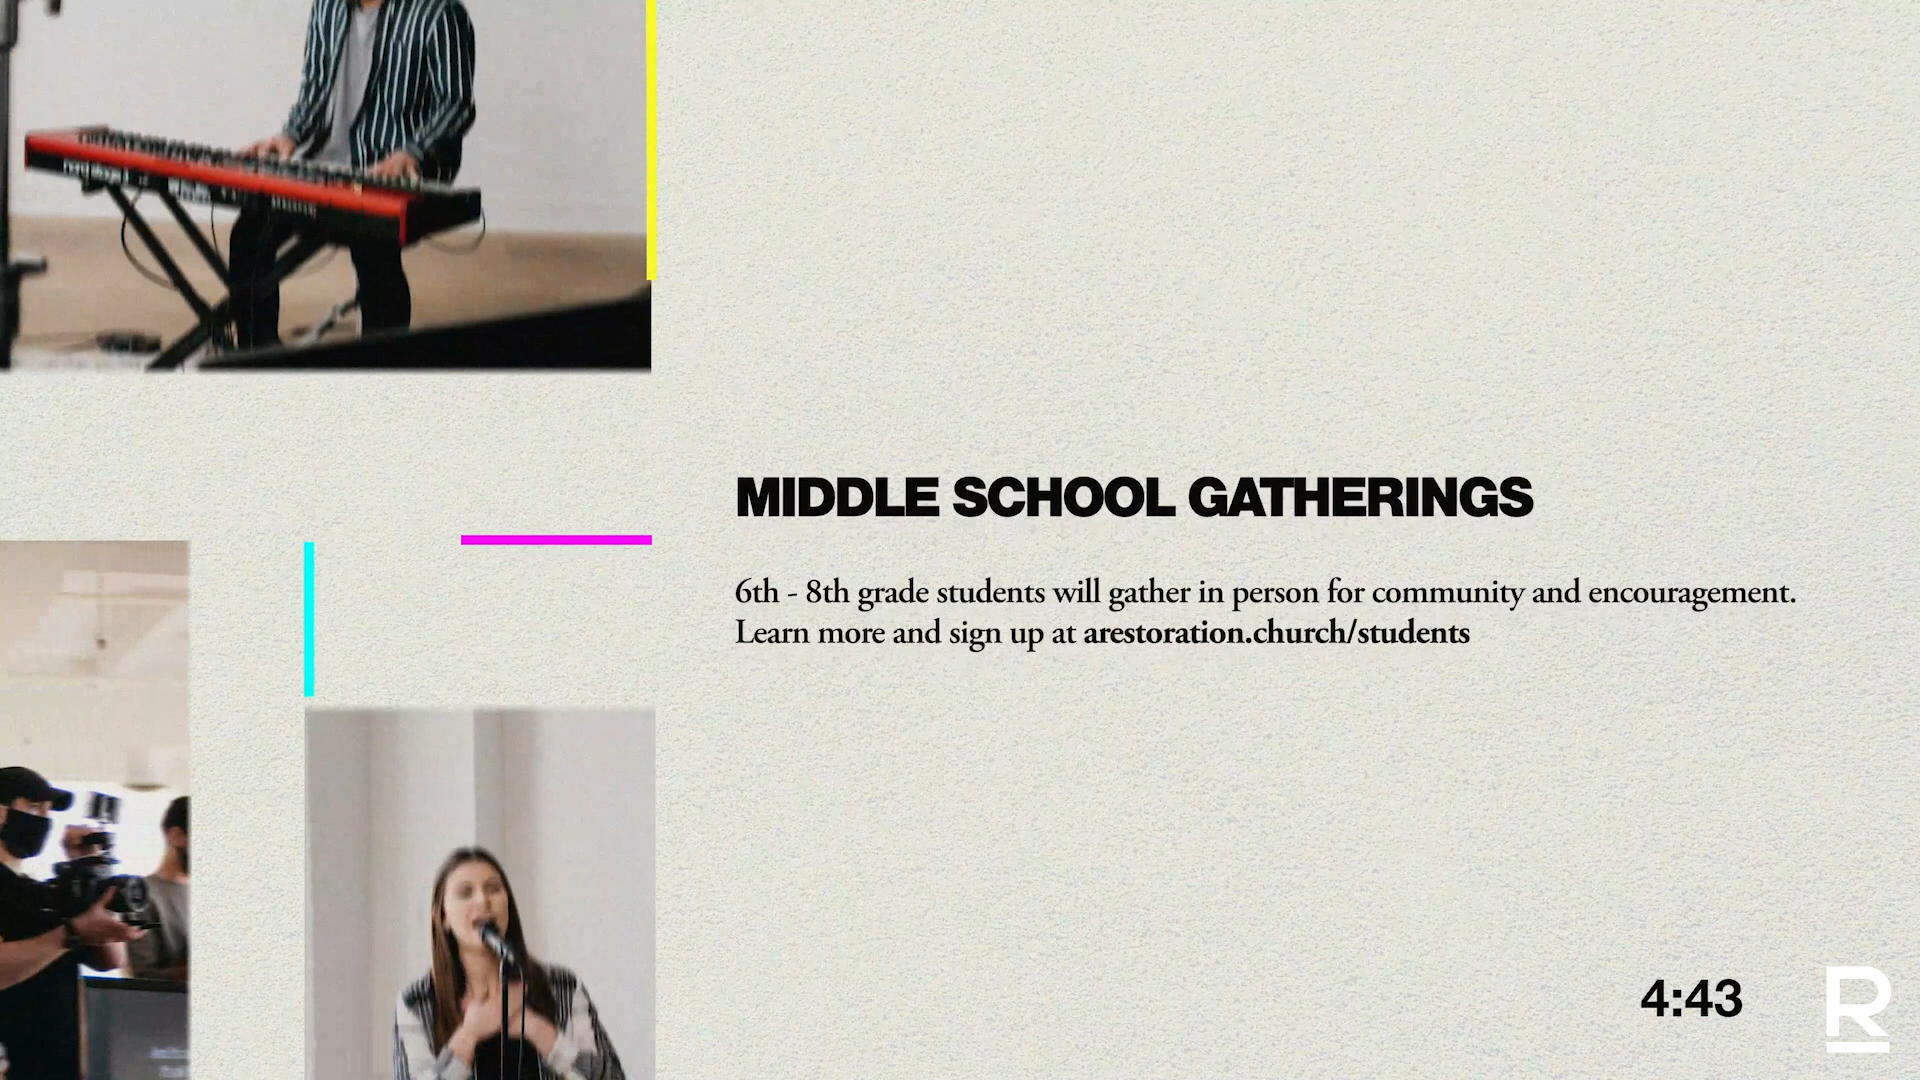 MIDDLE SCHOOL GATHERINGS
6th - 8th grade students will gather in person for community and encouragement.
Learn more and sign up at arestoration.church/students
4:43
R